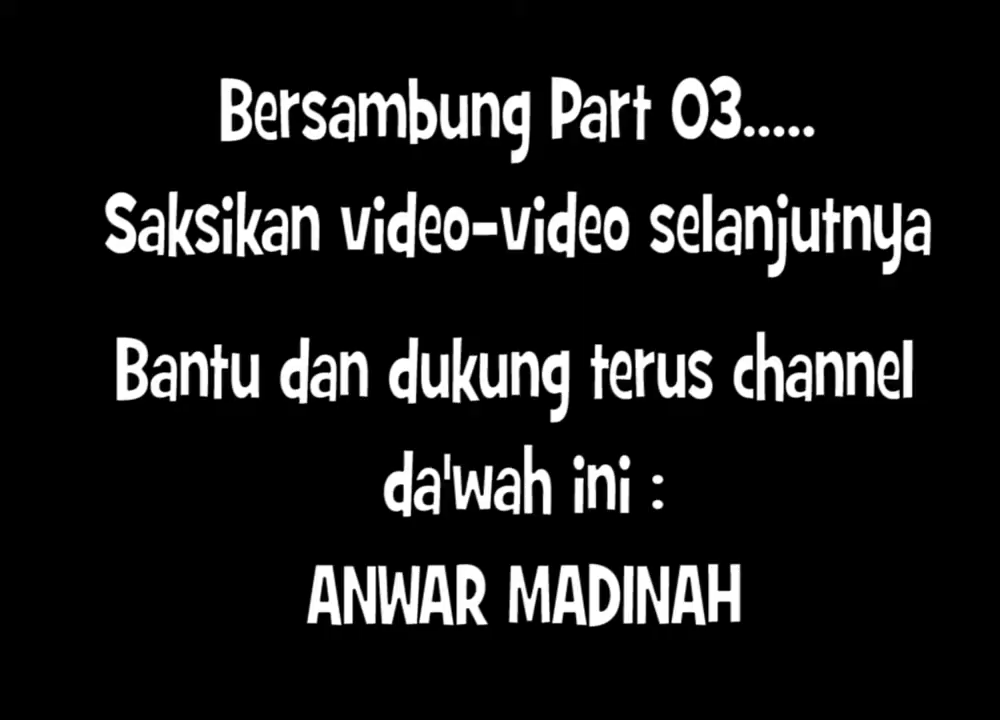 Bersambung Part 03.....
Saksikan video-video selanjutnya
Bantu dan dukung terus channel
da'wah ini :
ANWAR MADINAH